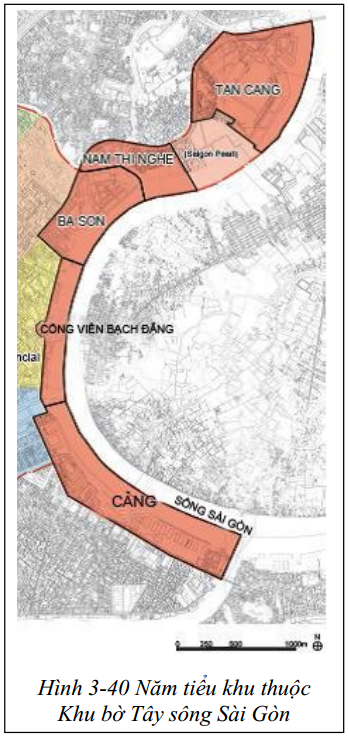 TAN CANG
(Saigon Pearl)
NAM THI NGHE
BA SON
CÔNG VIÊN BẠCH ĐẰNG
ncial
CẢNG
SÔNG SÀI GÒN
0 250 500 1000m
N
Hình 3-40 Năm tiểu khu thuộc
Khu bờ Tây sông Sài Gòn